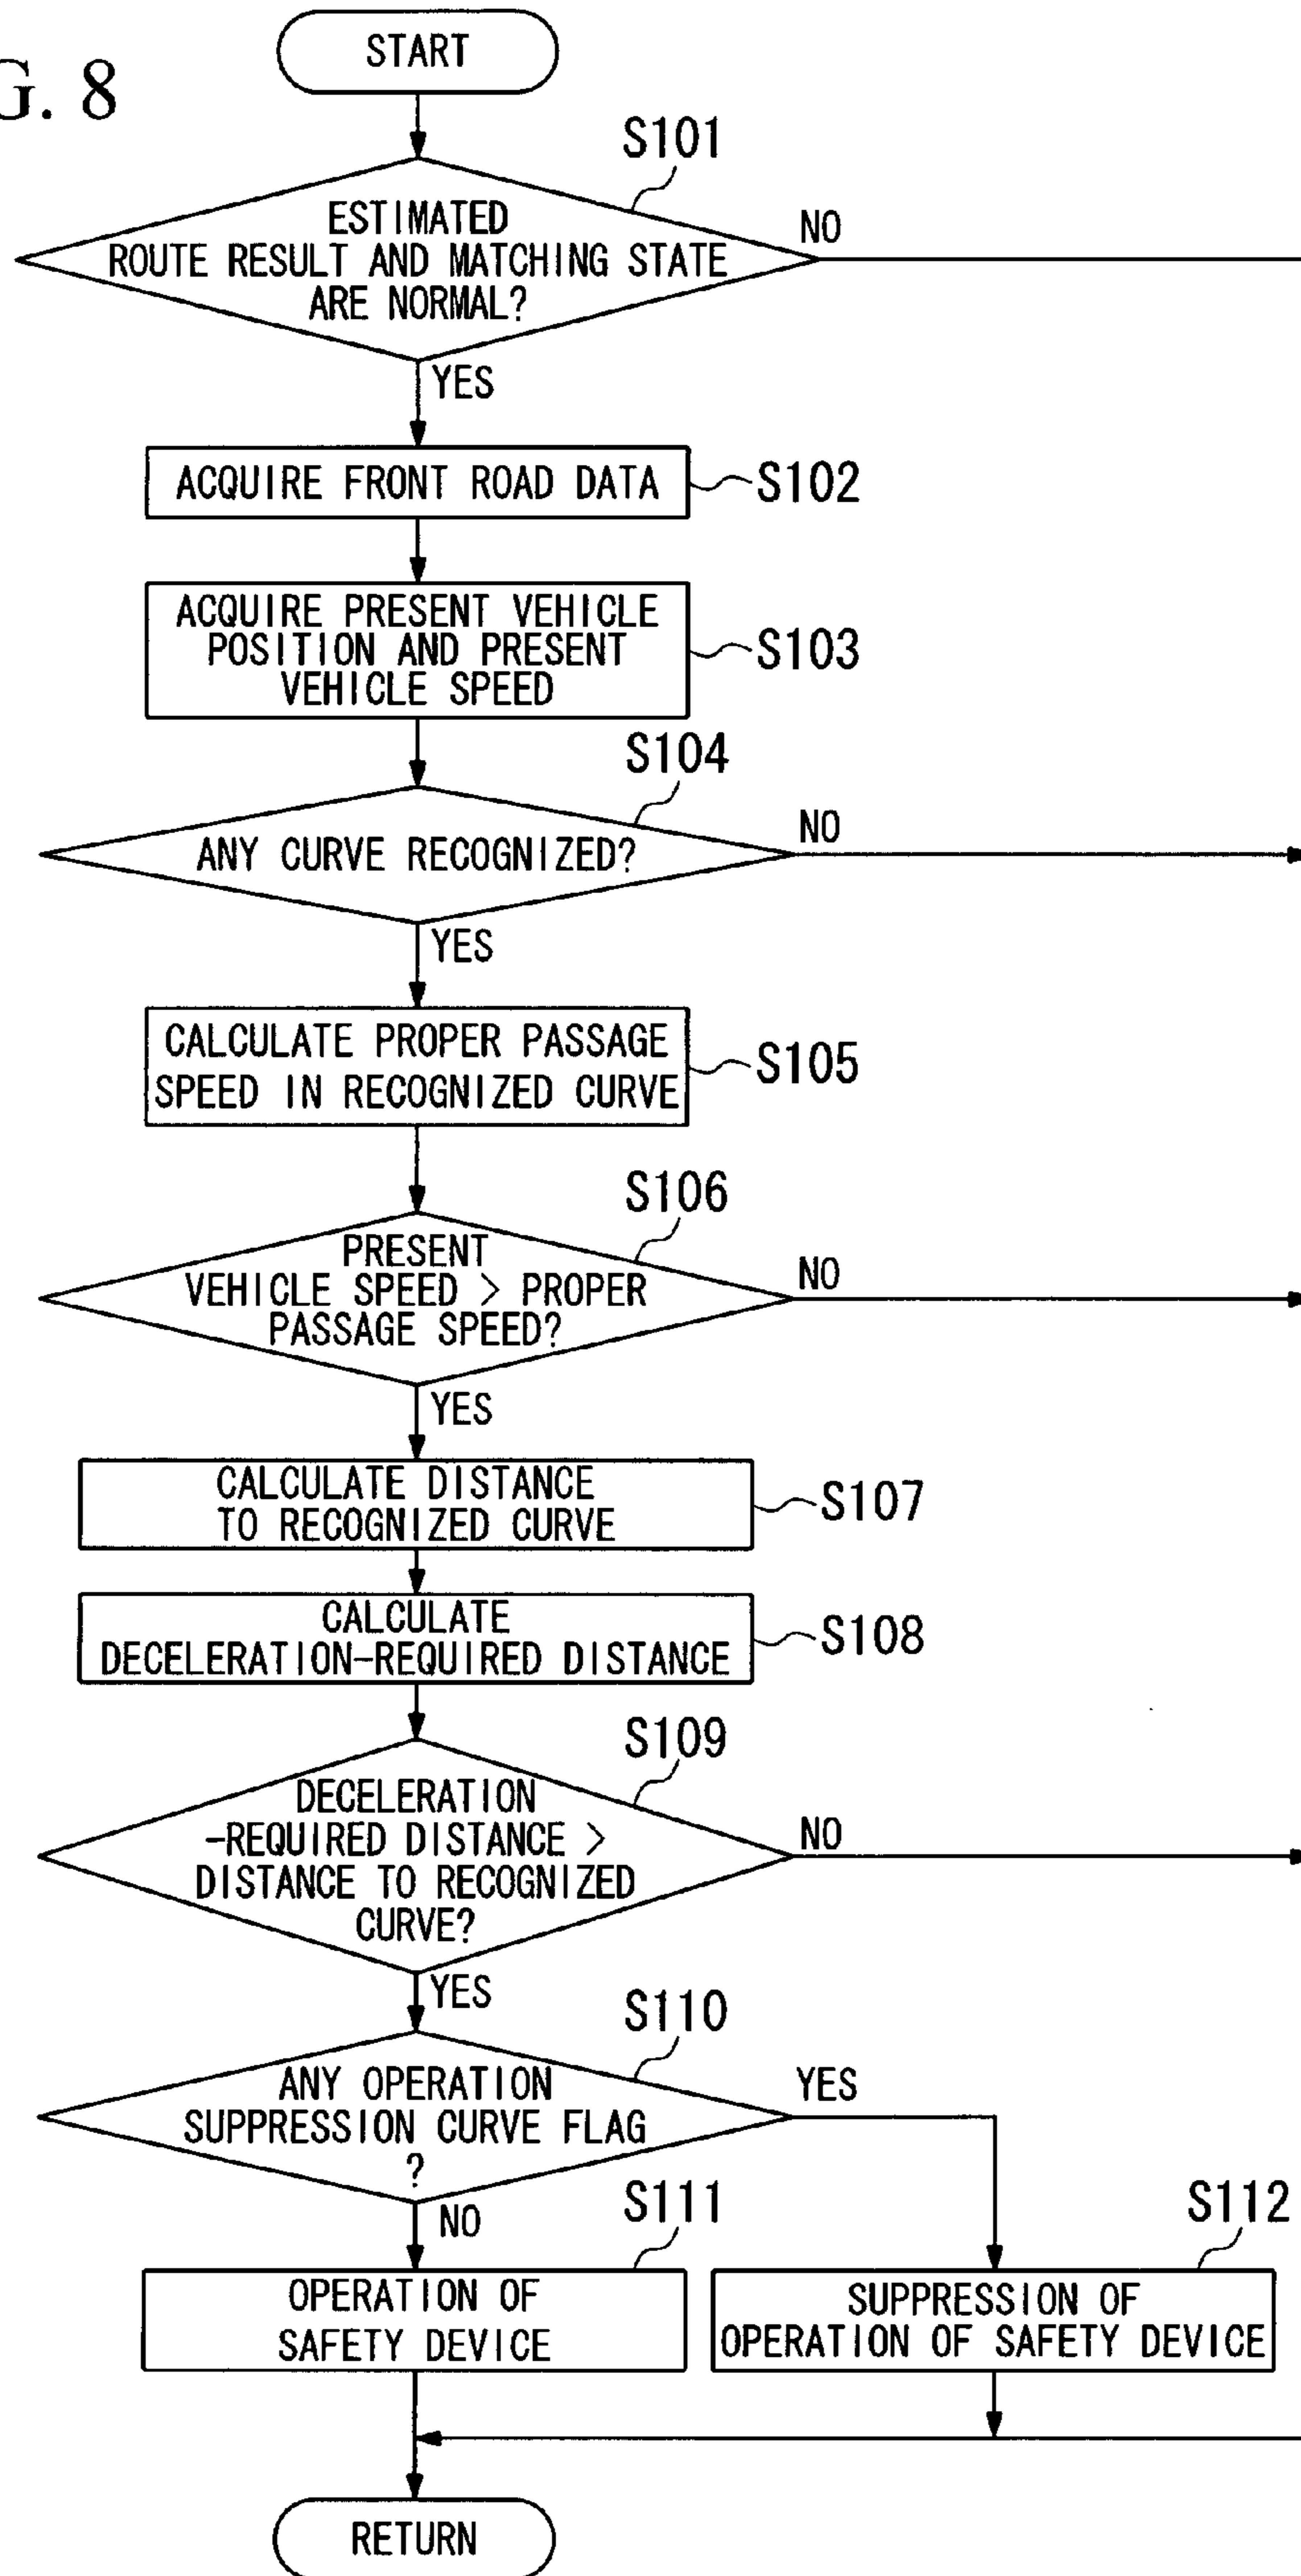 G. 8
START
S101
ESTIMATED
ROUTE RESULT AND MATCHING STATE
ARE NORMAL?
NO
YES
ACQUIRE FRONT ROAD DATA
S102
ACQUIRE PRESENT VEHICLE
POSITION AND PRESENT
VEHICLE SPEED
S103
S104
ANY CURVE RECOGNIZED?
NO
YES
CALCULATE PROPER PASSAGE
SPEED IN RECOGNIZED CURVE
S105
S106
PRESENT
VEHICLE SPEED > PROPER
PASSAGE SPEED?
NO
YES
CALCULATE DISTANCE
TO RECOGNIZED CURVE
S107
CALCULATE
DECELERATION-REQUIRED DISTANCE
S108
S109
DECELERATION
-REQUIRED DISTANCE >
DISTANCE TO RECOGNIZED
CURVE?
NO
YES
S110
ANY OPERATION
SUPPRESSION CURVE FLAG
?
YES
NO
S111
OPERATION OF
SAFETY DEVICE
S112
SUPPRESSION OF
OPERATION OF SAFETY DEVICE
RETURN